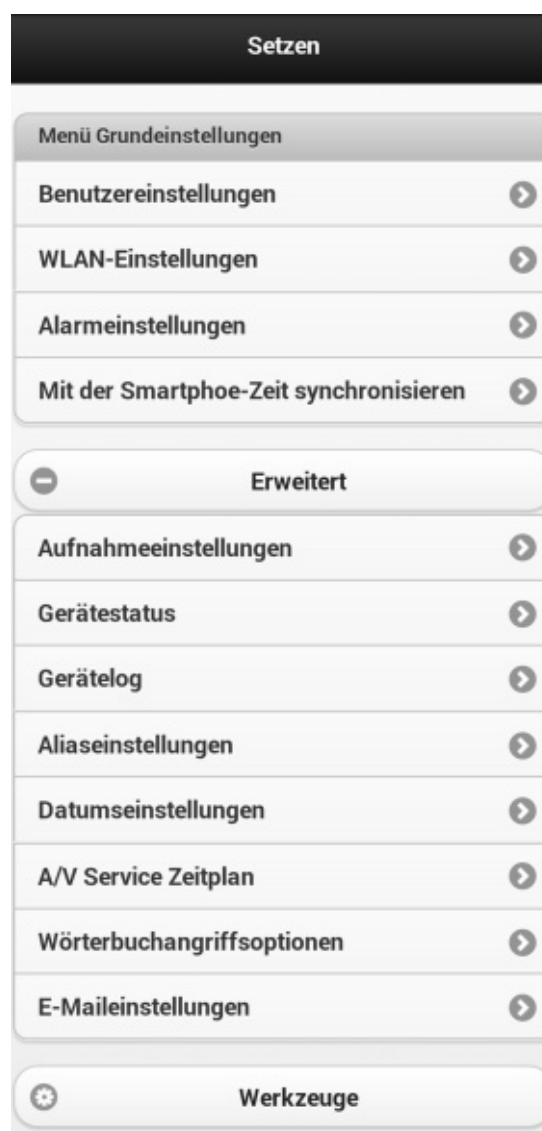 Setzen
Menü Grundeinstellungen
Benutzereinstellungen
WLAN-Einstellungen
Alarmeinstellungen
Mit der Smartphoe-Zeit synchronisieren
Erweitert
Aufnahmeeinstellungen
Gerätestatus
Gerätelog
Aliaseinstellungen
Datumseinstellungen
A/V Service Zeitplan
Wörterbuchangriffsoptionen
E-Maileinstellungen
Werkzeuge